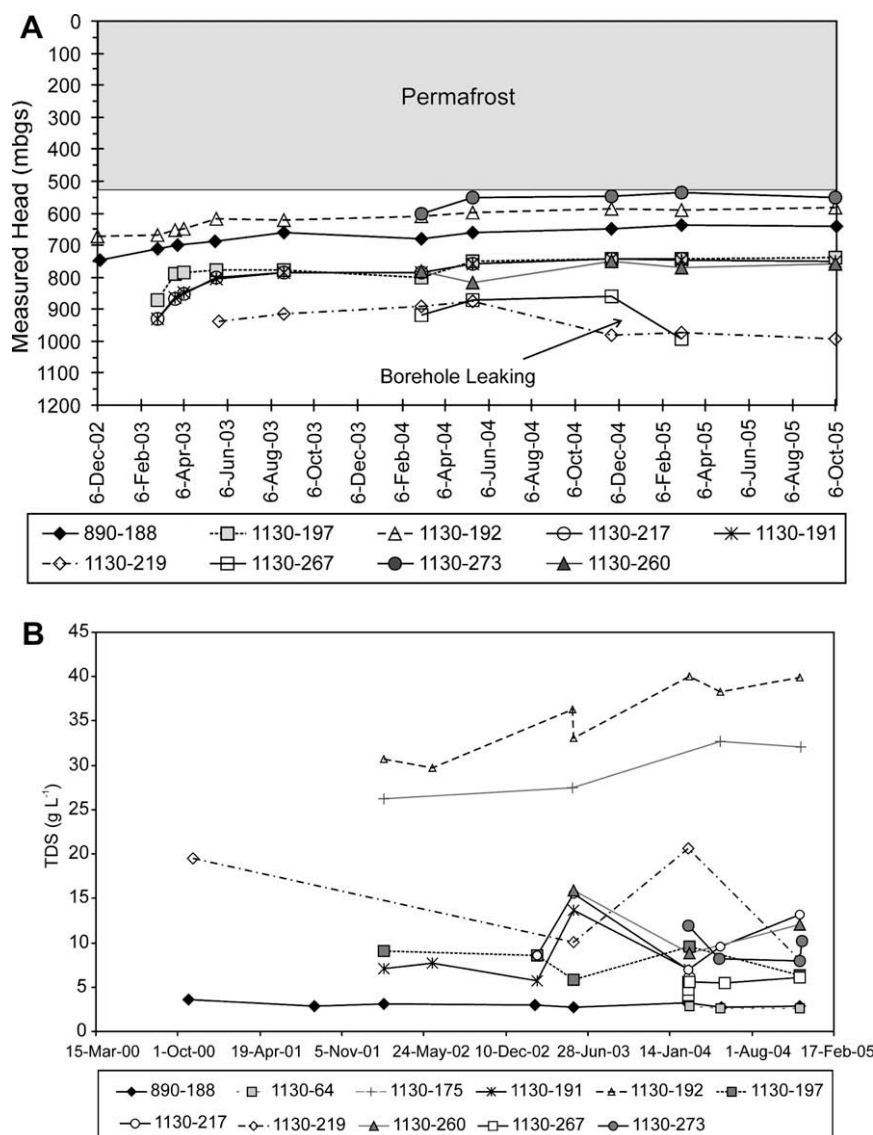 A
Measured Head (mbgs)
0
100
200
300
400
500
600
700
800
900
1000
1100
1200
Permafrost
Borehole Leaking
6-Dec-02
6-Feb-03
6-Apr-03
6-Jun-03
6-Aug-03
6-Oct-03
6-Dec-03
6-Feb-04
6-Apr-04
6-Jun-04
6-Aug-04
6-Oct-04
6-Dec-04
6-Feb-05
6-Apr-05
6-Jun-05
6-Aug-05
6-Oct-05
890-188 1130-197 1130-192 1130-217 1130-191
1130-219 1130-267 1130-273 1130-260
B
TDS (g L⁻¹)
45
40
35
30
25
20
15
10
5
0
15-Mar-00 1-Oct-00 19-Apr-01 5-Nov-01 24-May-02 10-Dec-02 28-Jun-03 14-Jan-04 1-Aug-04 17-Feb-05
890-188 1130-64 1130-175 1130-191 1130-192 1130-197
1130-217 1130-219 1130-260 1130-267 1130-273